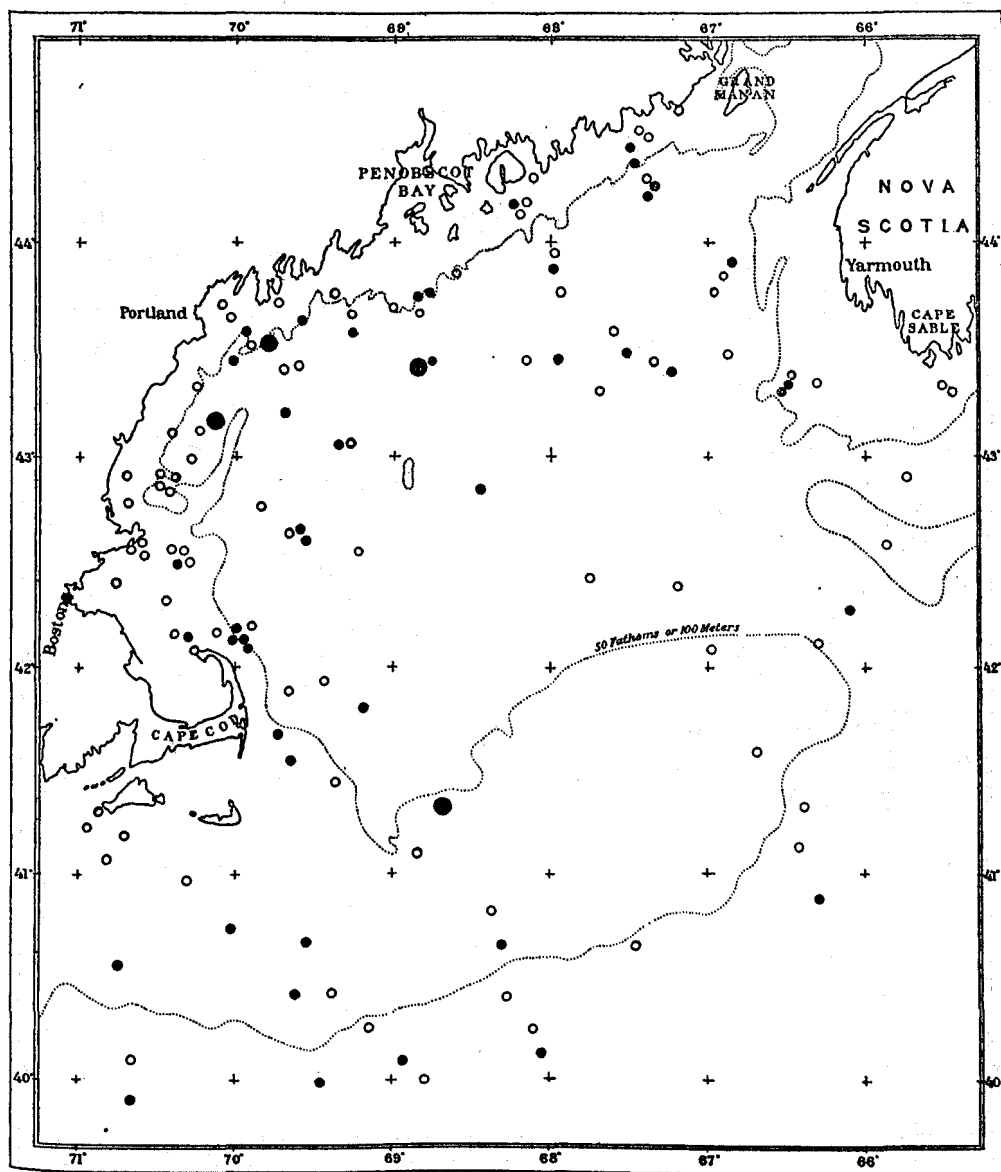 71° 70° 69° 68° 67° 66°
GRAND
MANAN
PENOBSCOT
BAY
NOVA
SCOTIA
44° 44°
Yarmouth
Portland
CAPE
SABLE
43° 43°
Boston
50 Fathoms or 100 Meters
42° 42°
CAPE COD
41° 41°
40° 40°
71° 70° 69° 68° 67° 66°